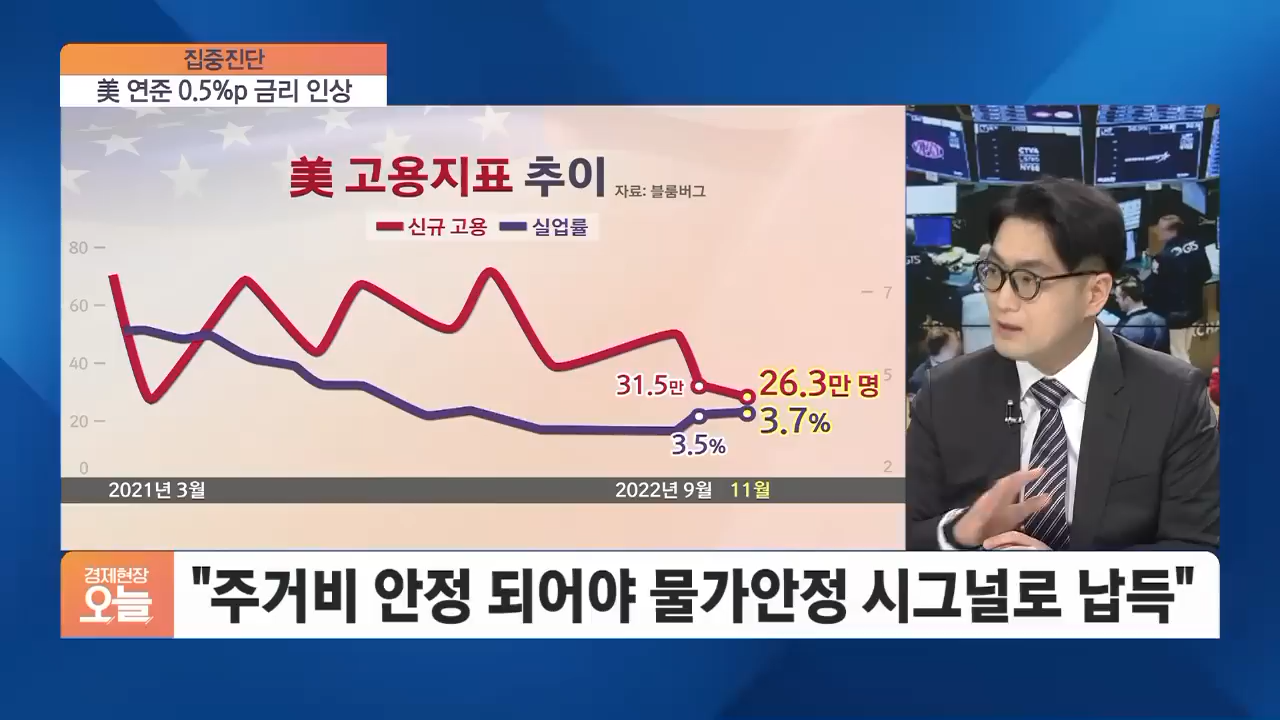 집중진단
美 연준 0.5%p 금리 인상
美 고용지표 추이 자료: 블룸버그
신규 고용 실업률
80
60
40
20
0
7
5
2
31.5만
26.3만 명
3.5%
3.7%
2021년 3월 2022년 9월 11월
CTVA
LISTED
NYSE
GTS
경제현장
오늘
"주거비 안정 되어야 물가안정 시그널로 납득"